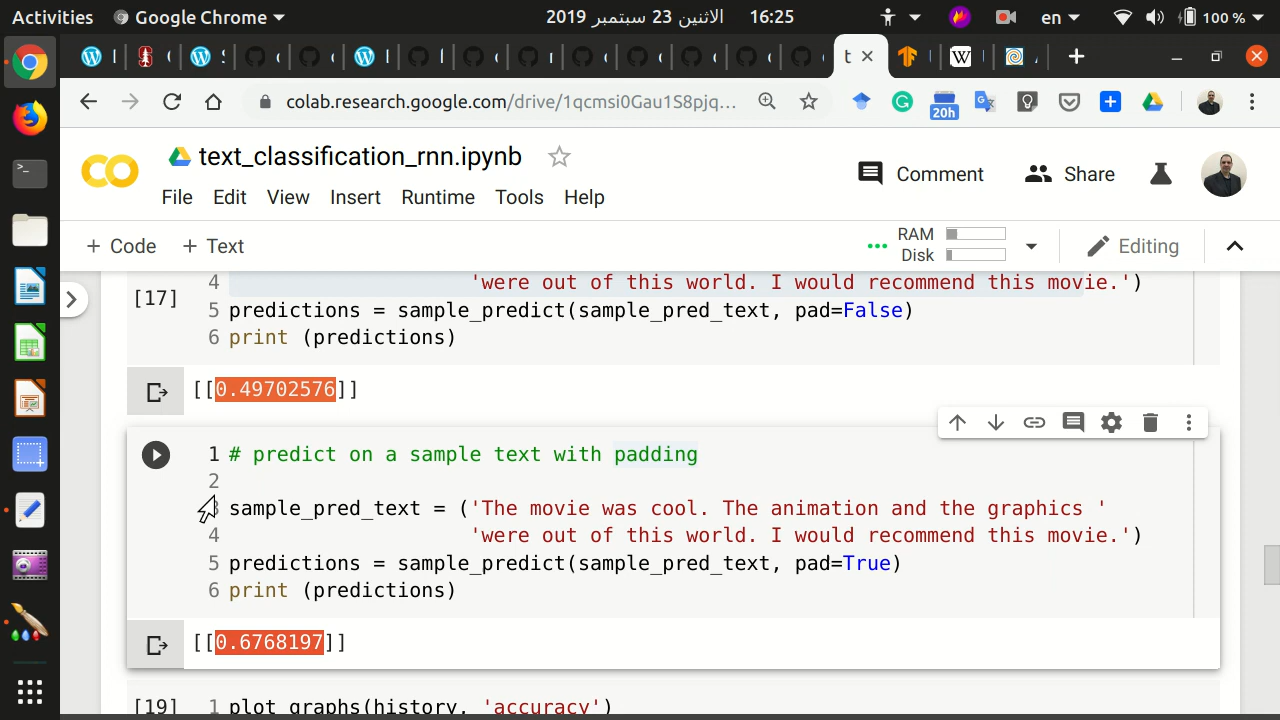 Activities Google Chrome 2019 الاثنين 23 سبتمبر 16:25 en 100 %
colab.research.google.com/drive/1qcmsi0Gau1S8pjq... 20h
text_classification_rnn.ipynb
Comment Share
File Edit View Insert Runtime Tools Help
+ Code + Text RAM Disk Editing
4 'were out of this world. I would recommend this movie.')
[17]
5 predictions = sample_predict(sample_pred_text, pad=False)
6 print (predictions)
[[0.49702576]]
1 # predict on a sample text with padding
2
3 sample_pred_text = ('The movie was cool. The animation and the graphics '
4 'were out of this world. I would recommend this movie.')
5 predictions = sample_predict(sample_pred_text, pad=True)
6 print (predictions)
[[0.6768197]]
[19] 1 plot_graphs(history, 'accuracy')